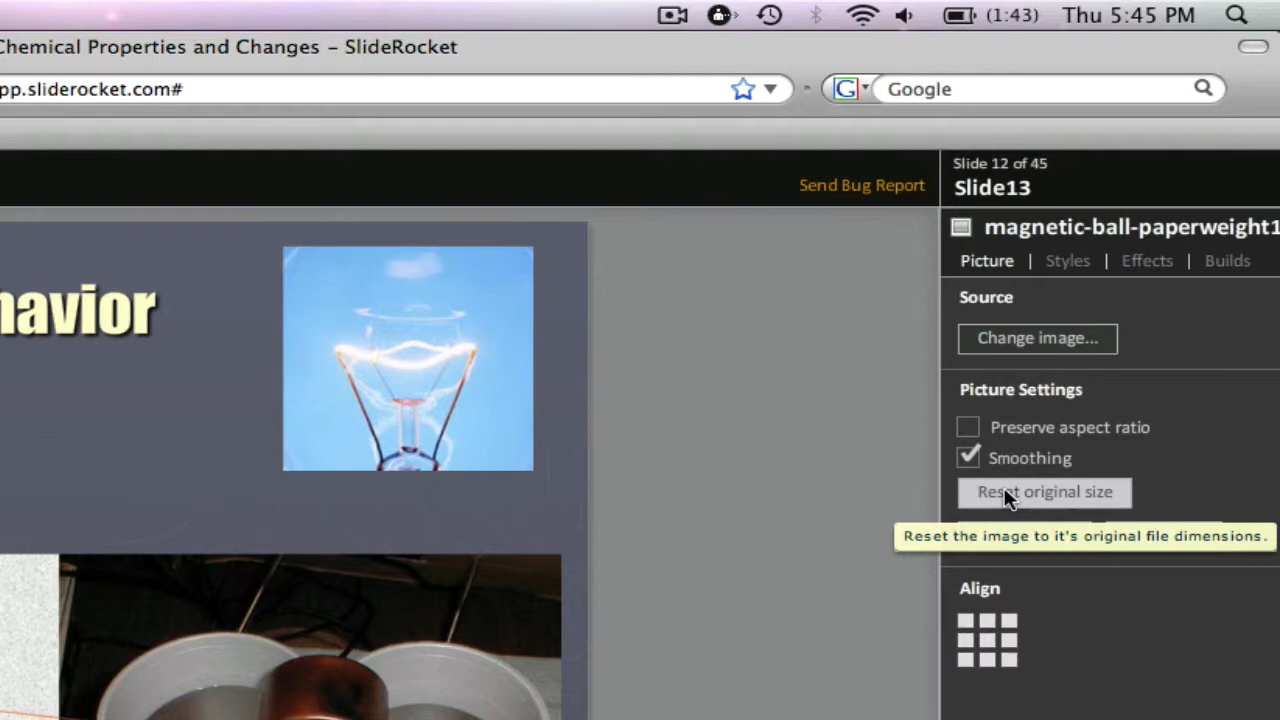 (1:43) Thu 5:45 PM
Chemical Properties and Changes – SlideRocket
pp.sliderocket.com#
G Google
Send Bug Report
Slide 12 of 45
Slide13
magnetic-ball-paperweight1
Picture | Styles | Effects | Builds
Source
Change image...
havior
Picture Settings
Preserve aspect ratio
Smoothing
Reset original size
Reset the image to it's original file dimensions.
Align